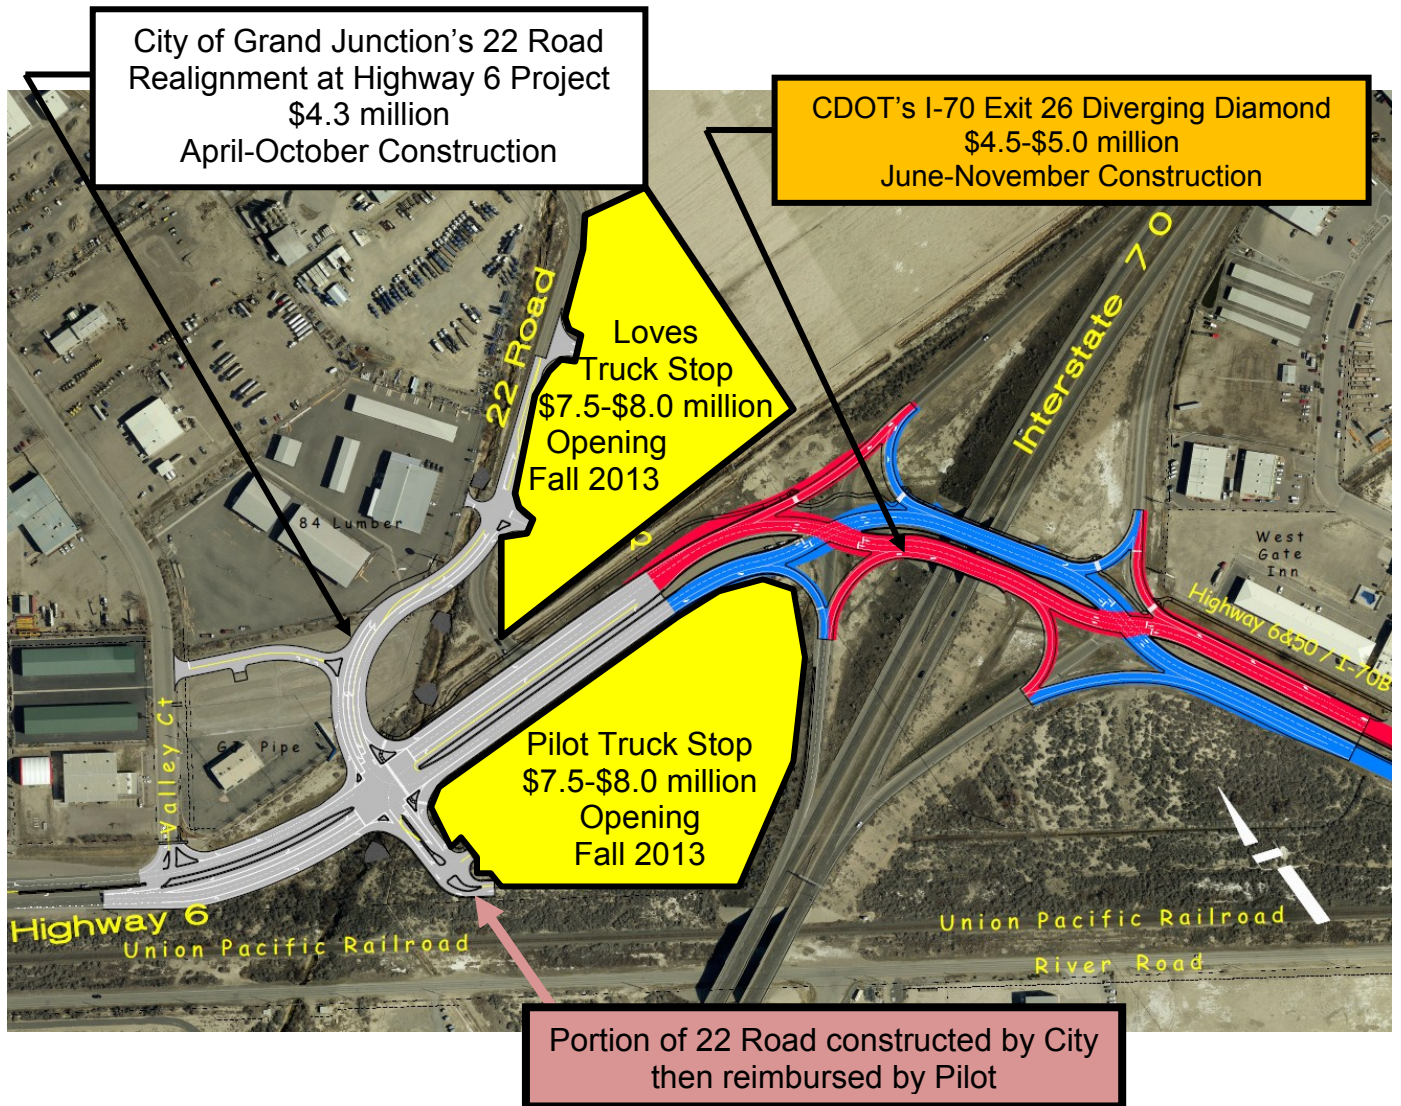 City of Grand Junction's 22 Road
Realignment at Highway 6 Project
$4.3 million
April-October Construction
CDOT's I-70 Exit 26 Diverging Diamond
$4.5-$5.0 million
June-November Construction
Interstate 70
22 Road
Loves
Truck Stop
$7.5-$8.0 million
Opening
Fall 2013
84 Lumber
West
Gate
Inn
Highway 6&50 / I-70B
Valley Ct
GJ Pipe
Pilot Truck Stop
$7.5-$8.0 million
Opening
Fall 2013
Highway 6
Union Pacific Railroad
Union Pacific Railroad
River Road
Portion of 22 Road constructed by City
then reimbursed by Pilot